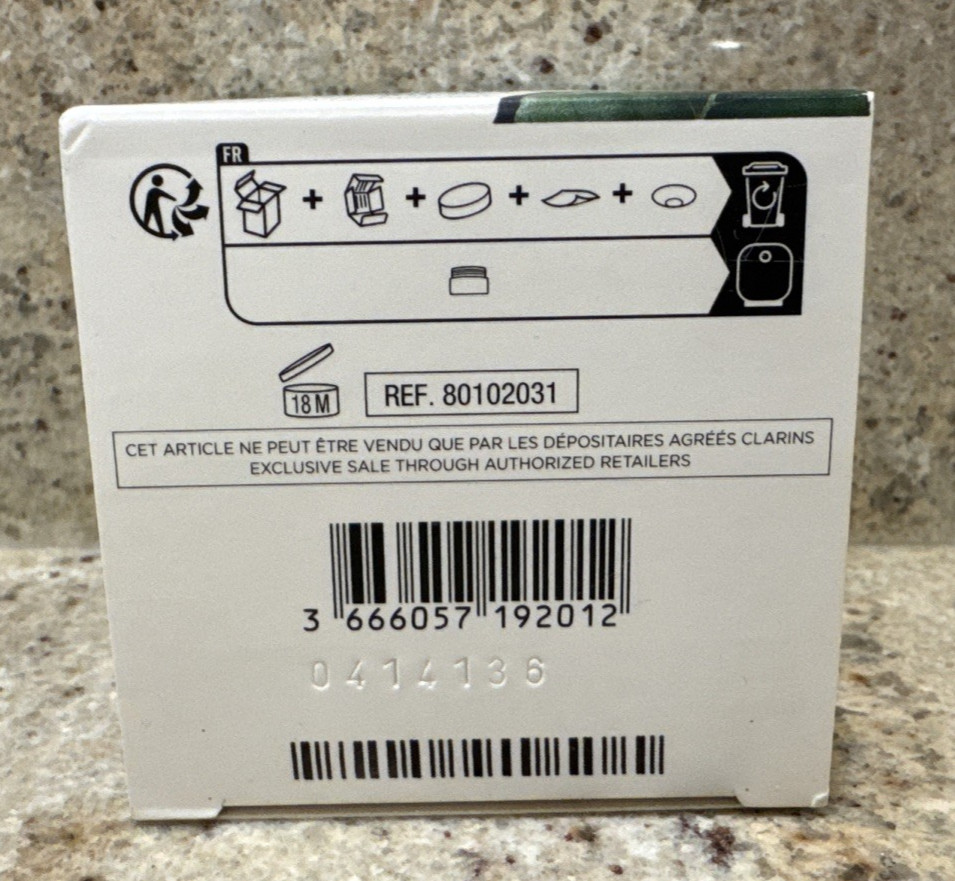 FR
18 M
REF. 80102031
CET ARTICLE NE PEUT ÊTRE VENDU QUE PAR LES DÉPOSITAIRES AGRÉÉS CLARINS
EXCLUSIVE SALE THROUGH AUTHORIZED RETAILERS
3 666057 192012
0414136